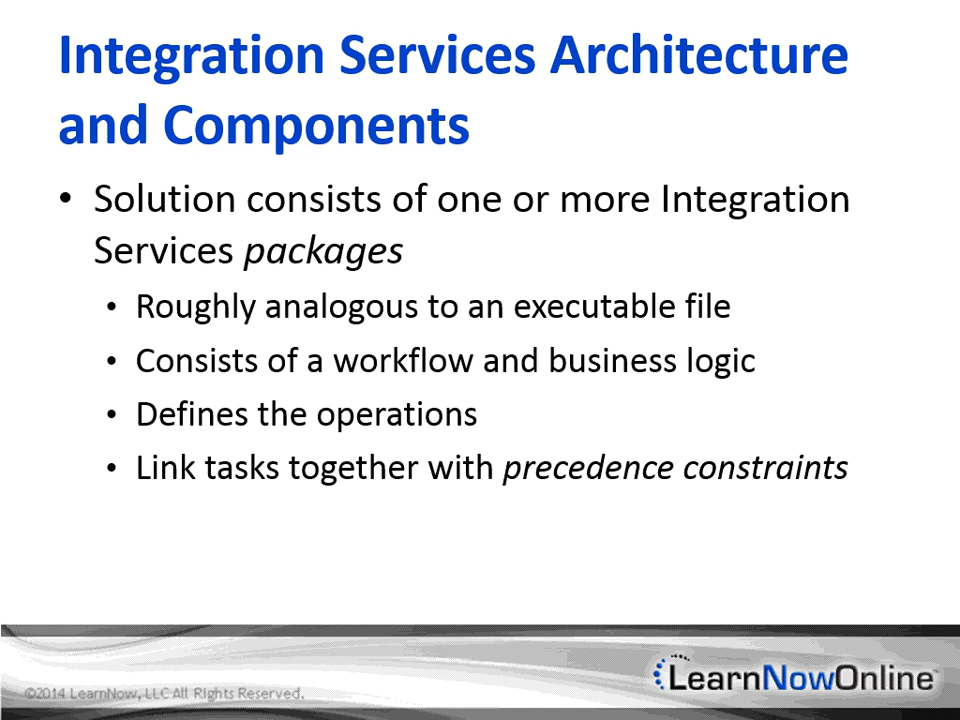 Integration Services Architecture
and Components
• Solution consists of one or more Integration
Services packages
• Roughly analogous to an executable file
• Consists of a workflow and business logic
• Defines the operations
• Link tasks together with precedence constraints
©2014 LearnNow, LLC All Rights Reserved.
LearnNowOnline